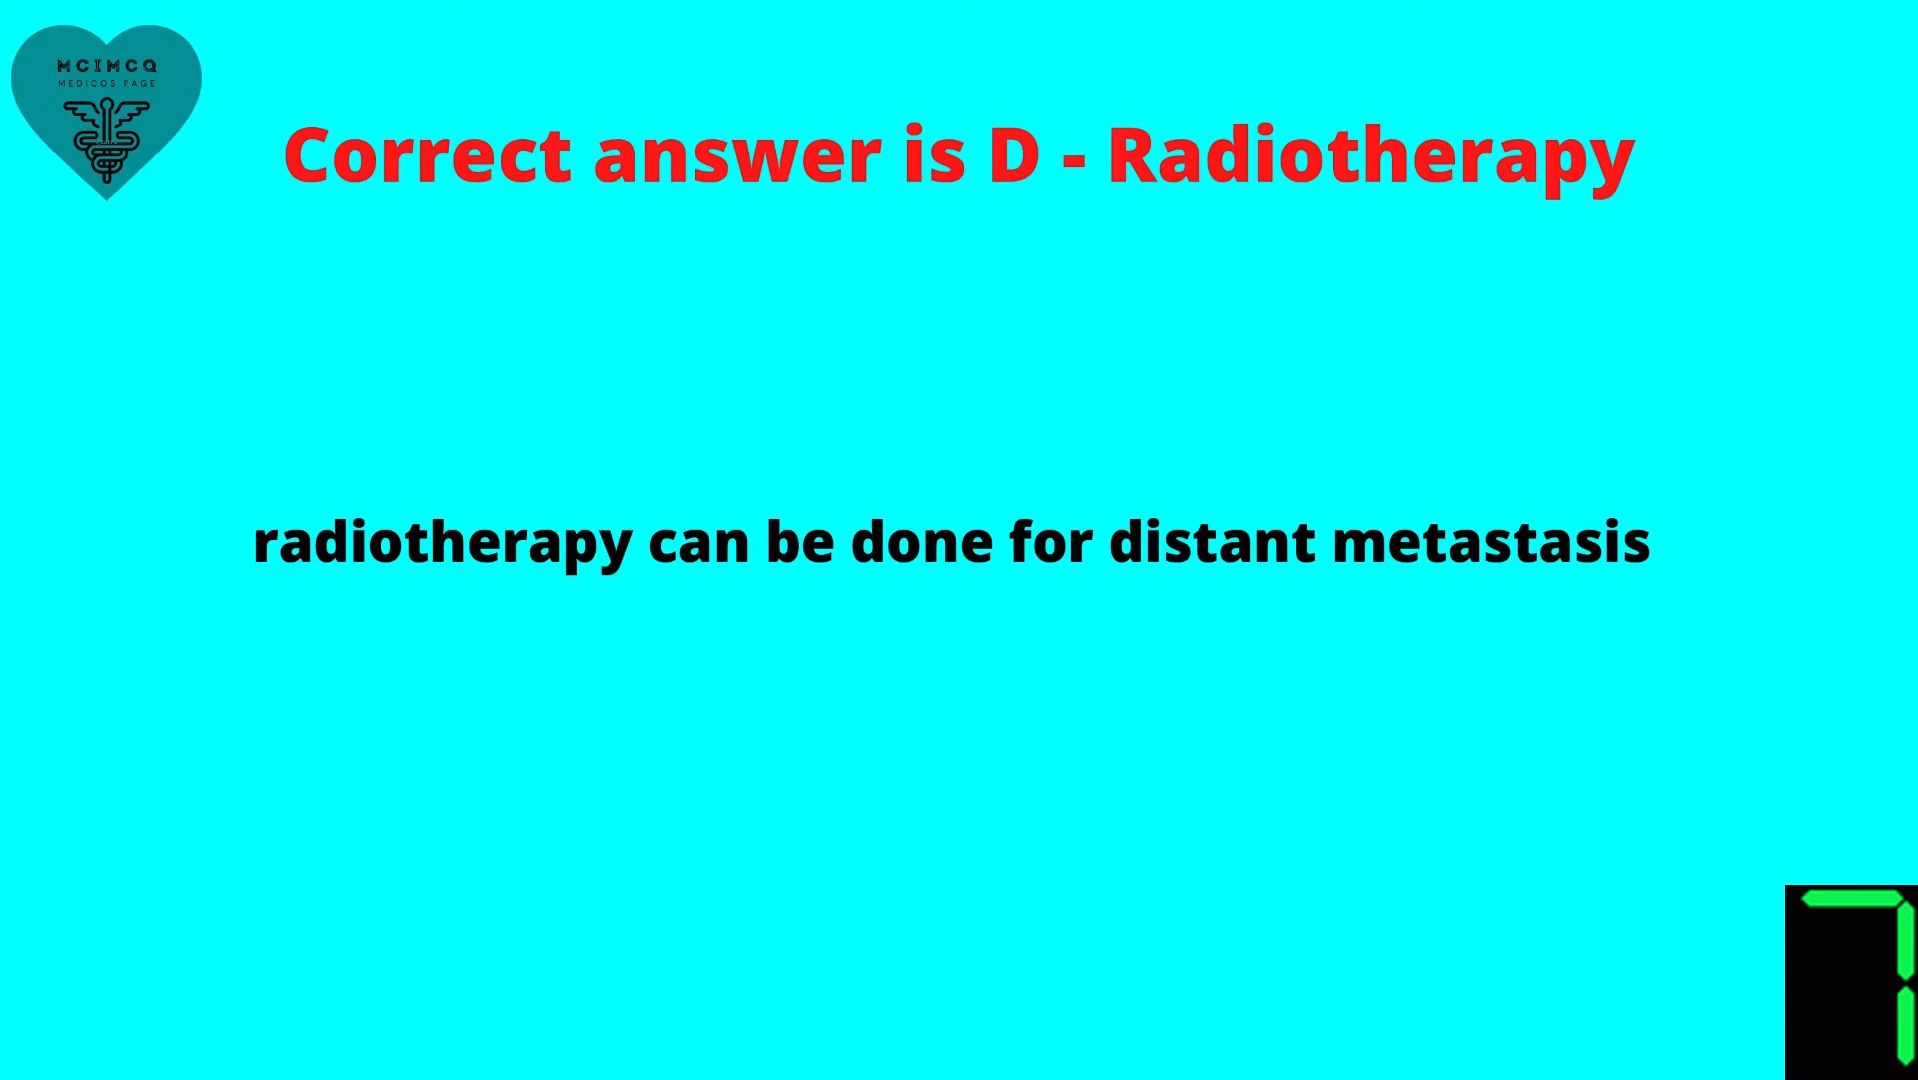 MCIMCQ
MEDICOS PAGE
Correct answer is D - Radiotherapy
radiotherapy can be done for distant metastasis
7